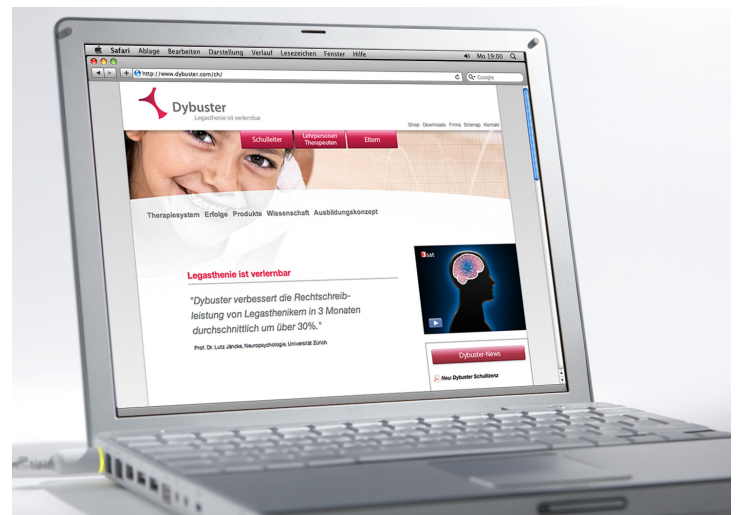 Safari Ablage Bearbeiten Darstellung Verlauf Lesezeichen Fenster Hilfe Mo 19:00
http://www.dybuster.com/ch/ Google
Dybuster
Legasthenie ist verlernbar
Shop Downloads Firma Sitemap Kontakt
Schulleiter Lehrpersonen Therapeuten Eltern
Therapiesystem Erfolge Produkte Wissenschaft Ausbildungskonzept
3sat
Legasthenie ist verlernbar
"Dybuster verbessert die Rechtschreib-
leistung von Legasthenikern in 3 Monaten
durchschnittlich um über 30%."
Prof. Dr. Lutz Jäncke, Neuropsychologie, Universität Zürich
Dybuster-News
Neu: Dybuster Schullizenz